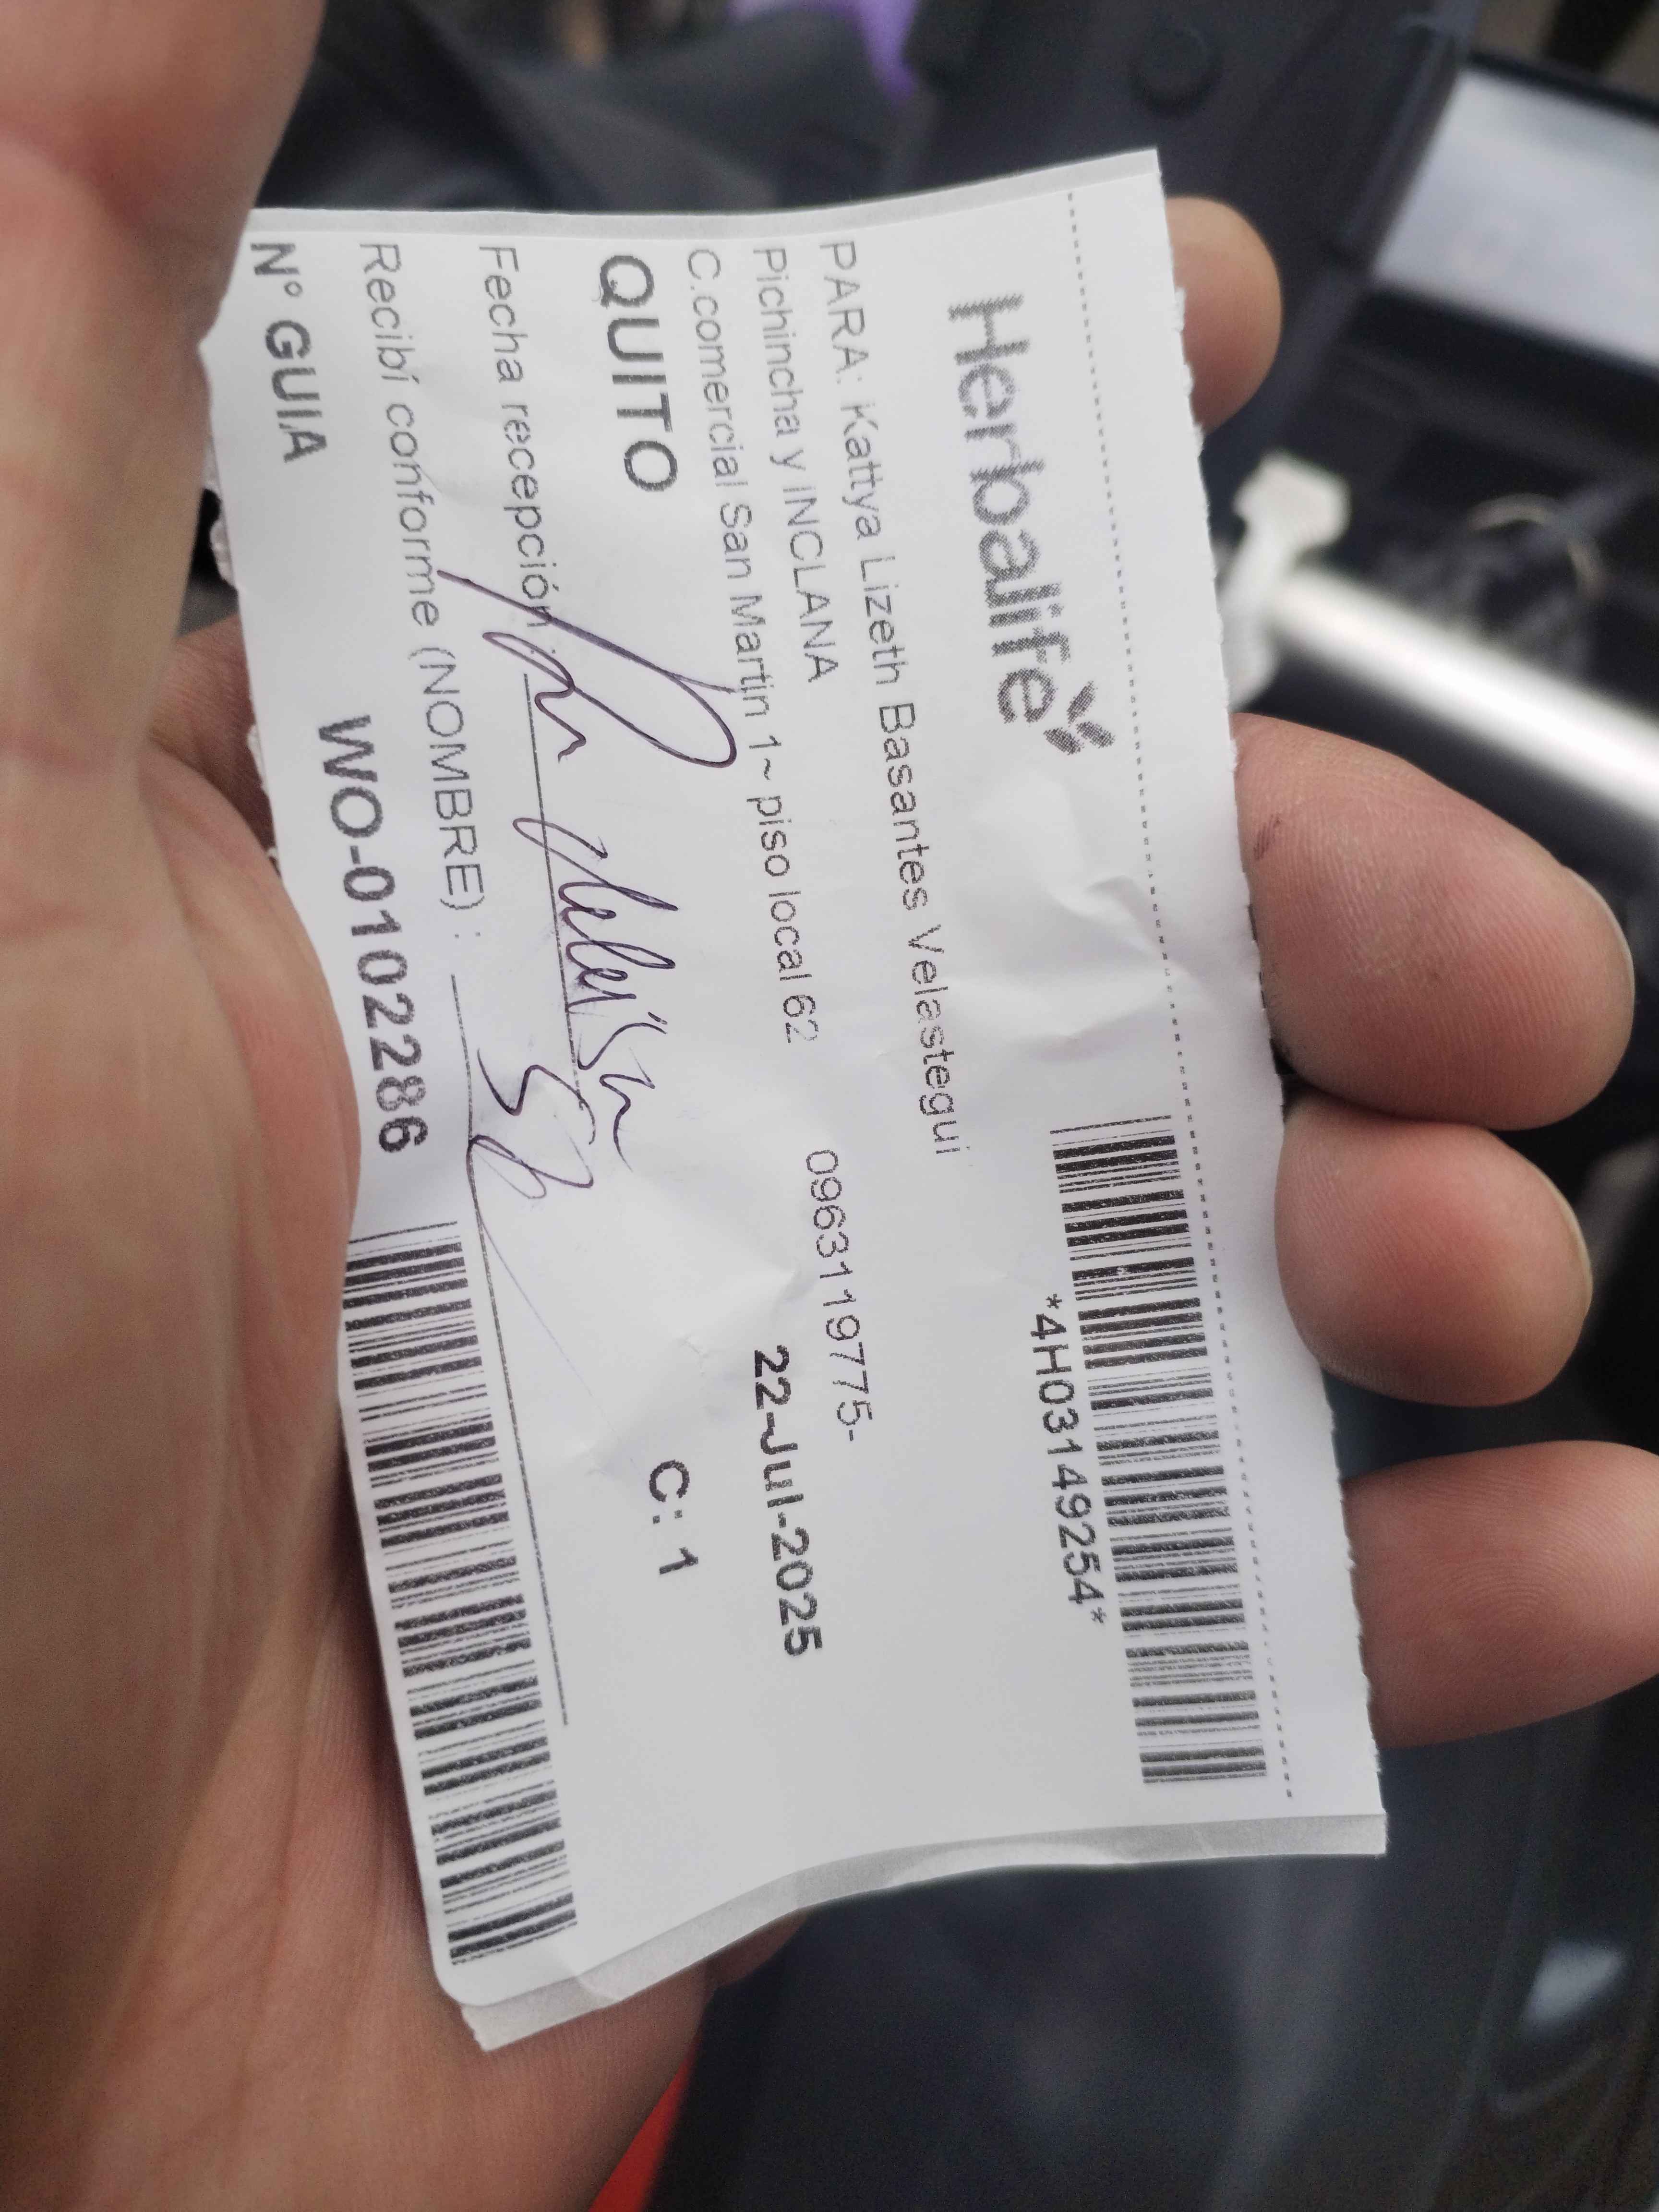 Herbalife
*4H03149254*
PARA: Kattya Lizeth Basantes Velastegui
Pichincha y INCLANA 0963119775-
C.comercial San Martin 1~ piso local 62
22-Jul-2025
QUITO
C: 1
Fecha recepción :
Recibí conforme (NOMBRE) :
N° GUIA WO-0102286